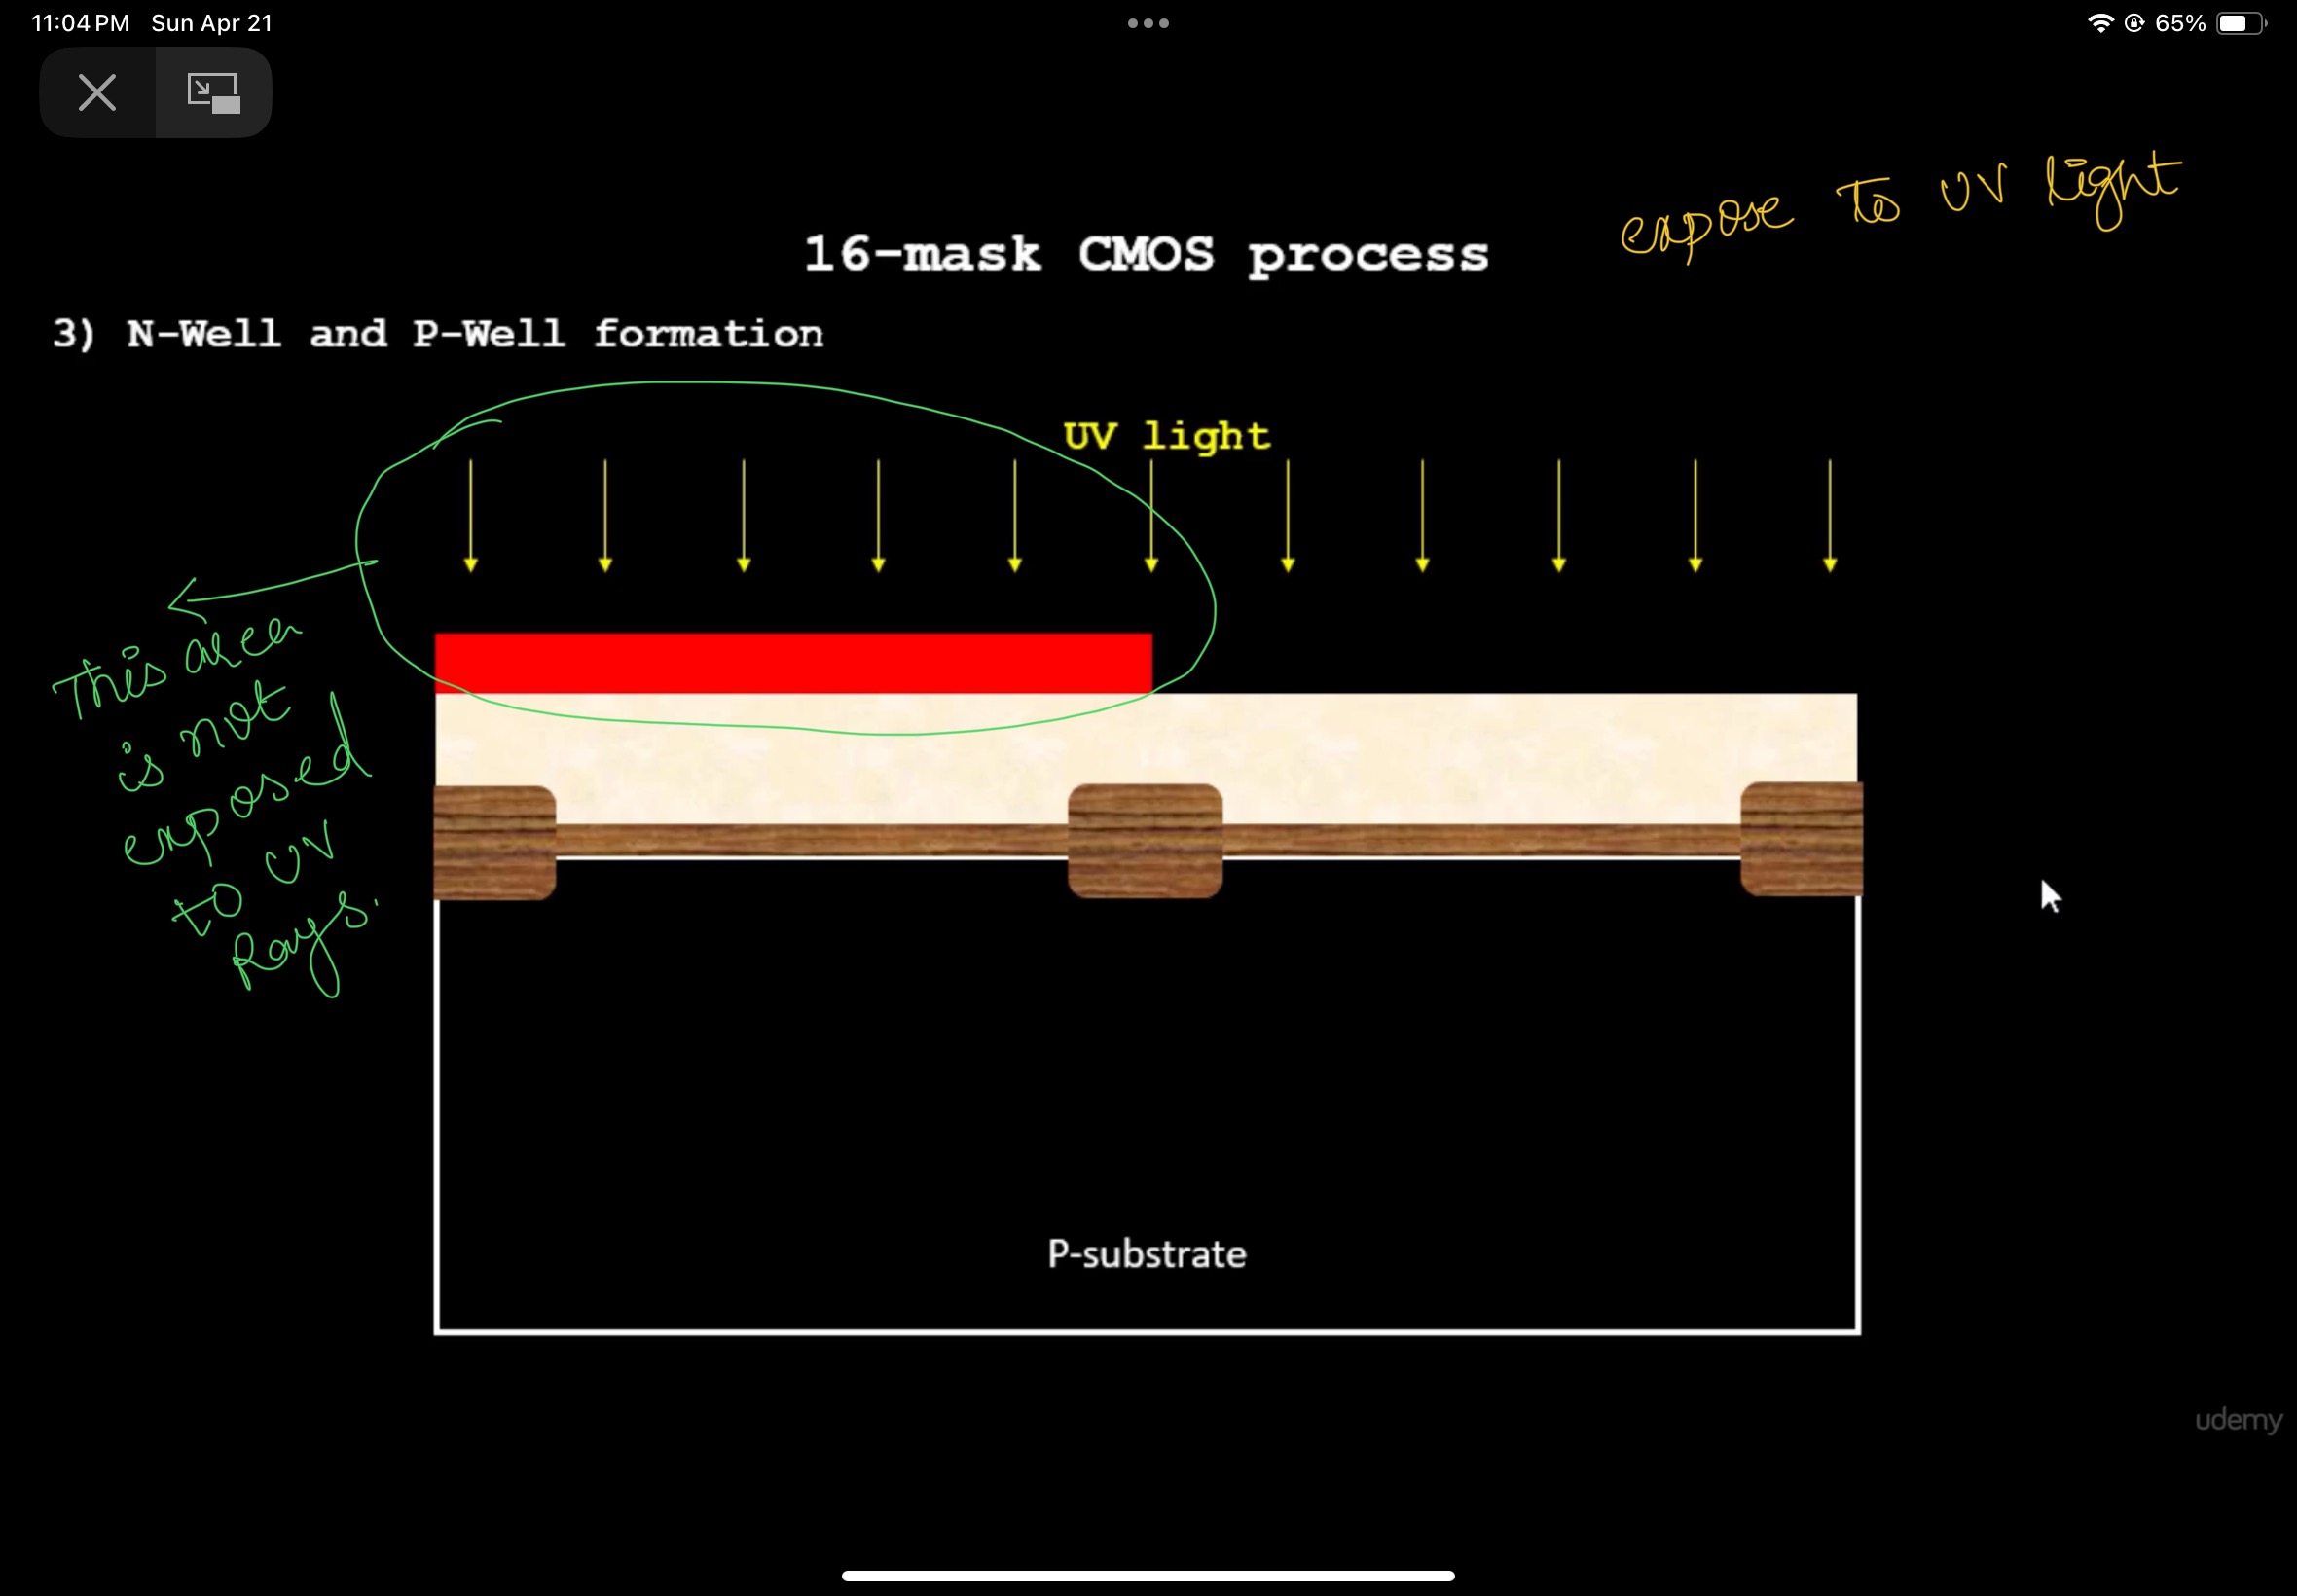 11:04 PM Sun Apr 21
65%
expose to UV light
16-mask CMOS process
3) N-Well and P-Well formation
UV light
This area
is not
exposed
to UV
Rays.
P-substrate
udemy